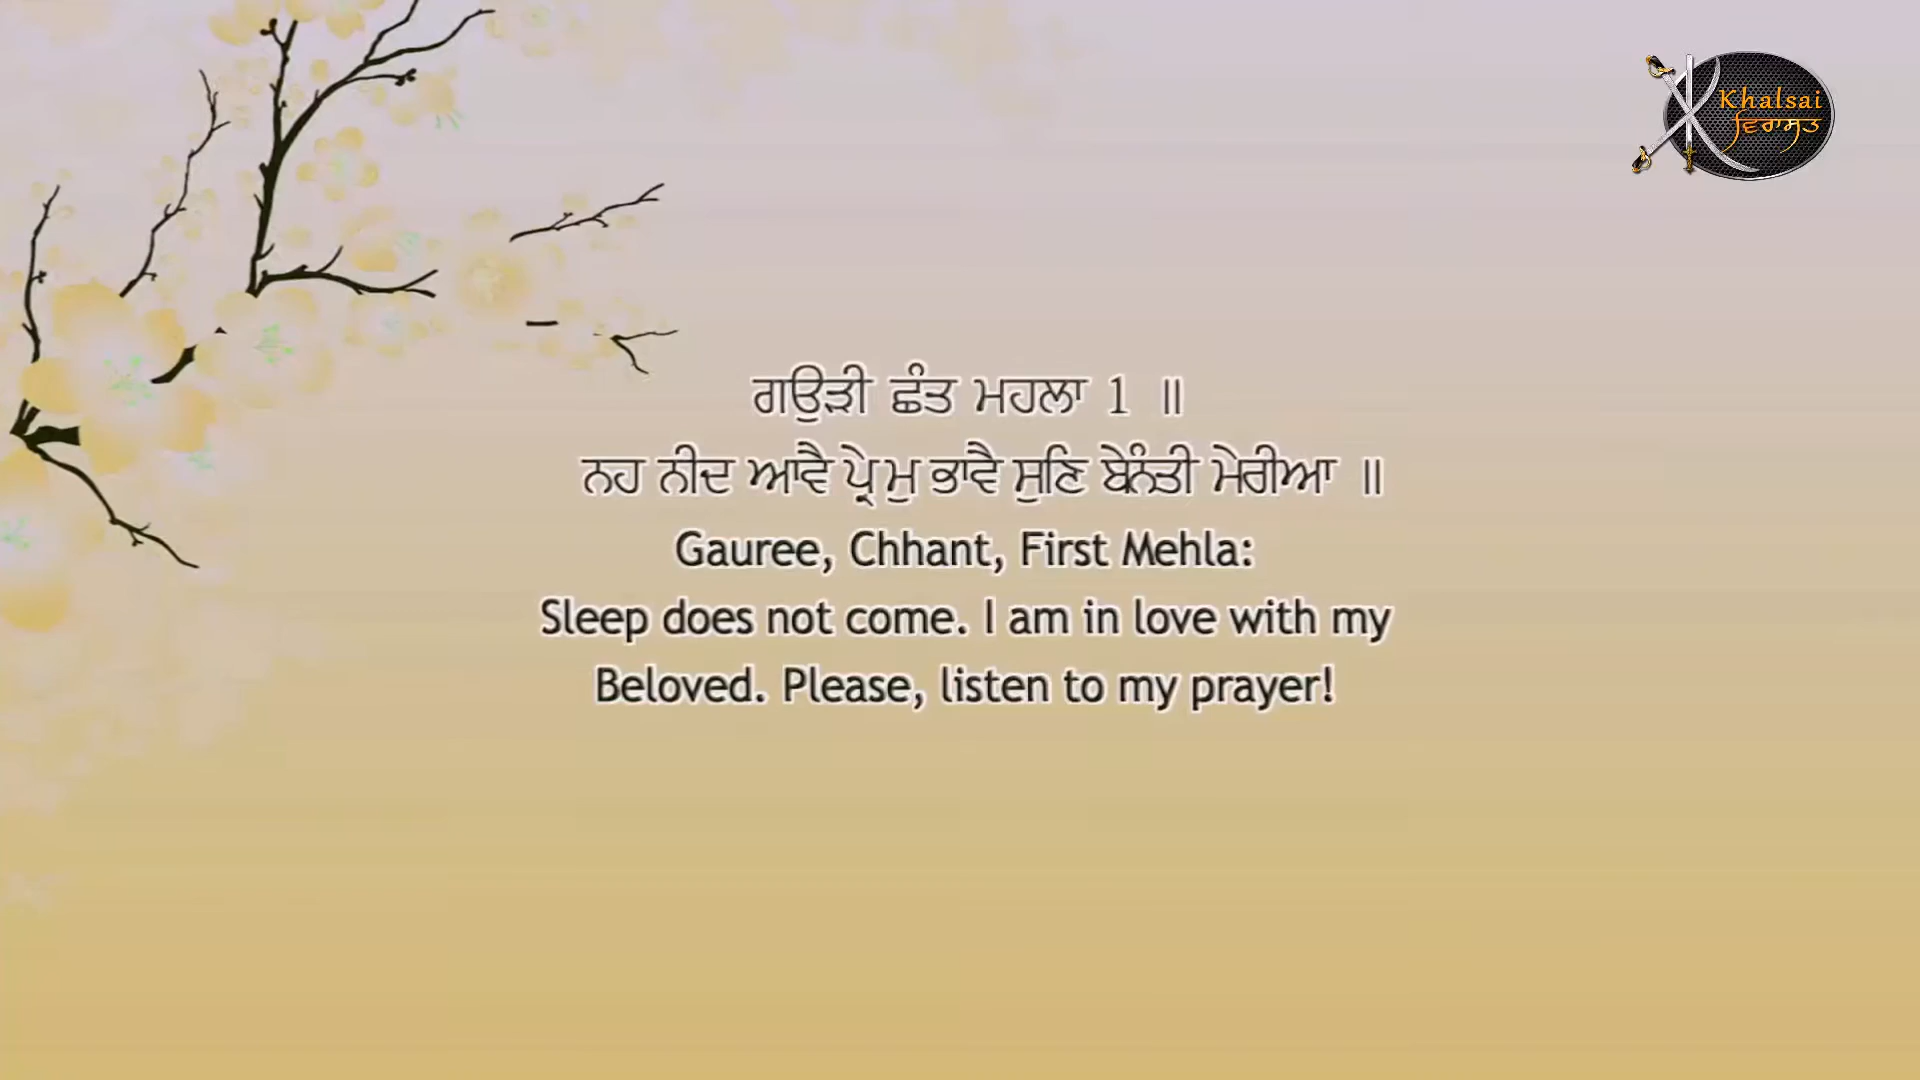 Khalsai
ਵਿਰਾਸਤ
ਗਉੜੀ ਛੰਤ ਮਹਲਾ 1 ॥
ਨਹ ਨੀਦ ਆਵੈ ਪ੍ਰੇਮੁ ਭਾਵੈ ਸੁਣਿ ਬੇਨੰਤੀ ਮੇਰੀਆ ॥
Gauree, Chhant, First Mehla:
Sleep does not come. I am in love with my
Beloved. Please, listen to my prayer!